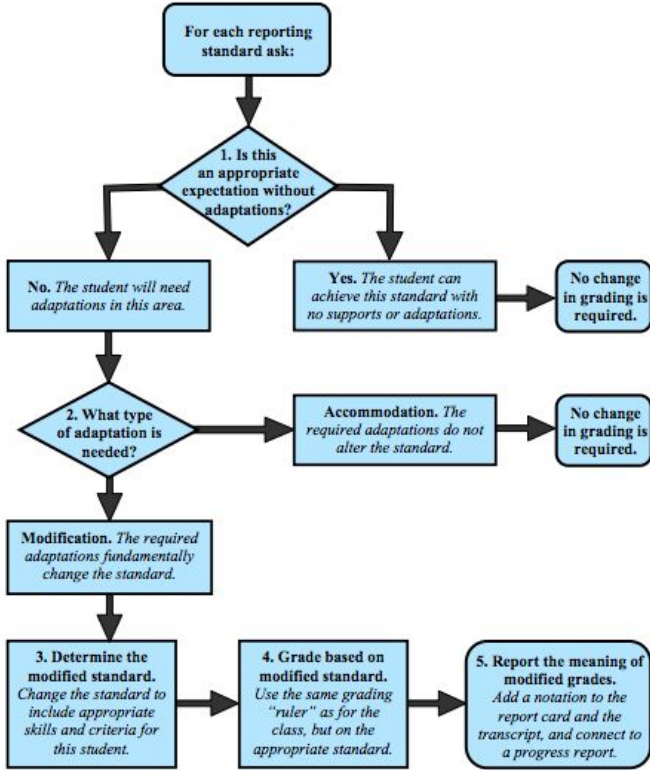 For each reporting
standard ask:
1. Is this
an appropriate
expectation without
adaptations?
No. The student will need
adaptations in this area.
Yes. The student can
achieve this standard with
no supports or adaptations.
No change
in grading is
required.
2. What type
of adaptation is
needed?
Accommodation. The
required adaptations do not
alter the standard.
No change
in grading is
required.
Modification. The required
adaptations fundamentally
change the standard.
3. Determine the
modified standard.
Change the standard to
include appropriate
skills and criteria for
this student.
4. Grade based on
modified standard.
Use the same grading
“ruler” as for the
class, but on the
appropriate standard.
5. Report the meaning of
modified grades.
Add a notation to the
report card and the
transcript, and connect to
a progress report.